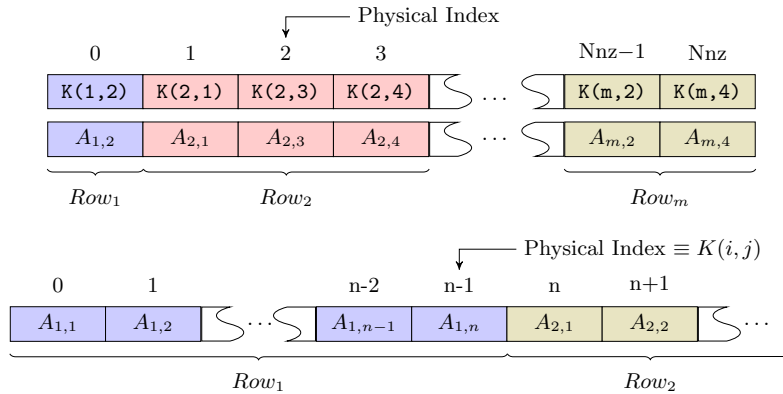 Physical Index
0 1 2 3 Nnz−1 Nnz
K(1,2) K(2,1) K(2,3) K(2,4) ... K(m,2) K(m,4)
A1,2 A2,1 A2,3 A2,4 ... Am,2 Am,4
Row1 Row2 Rowm
Physical Index ≡ K(i, j)
0 1 n-2 n-1 n n+1
A1,1 A1,2 ... A1,n−1 A1,n A2,1 A2,2 ...
Row1 Row2